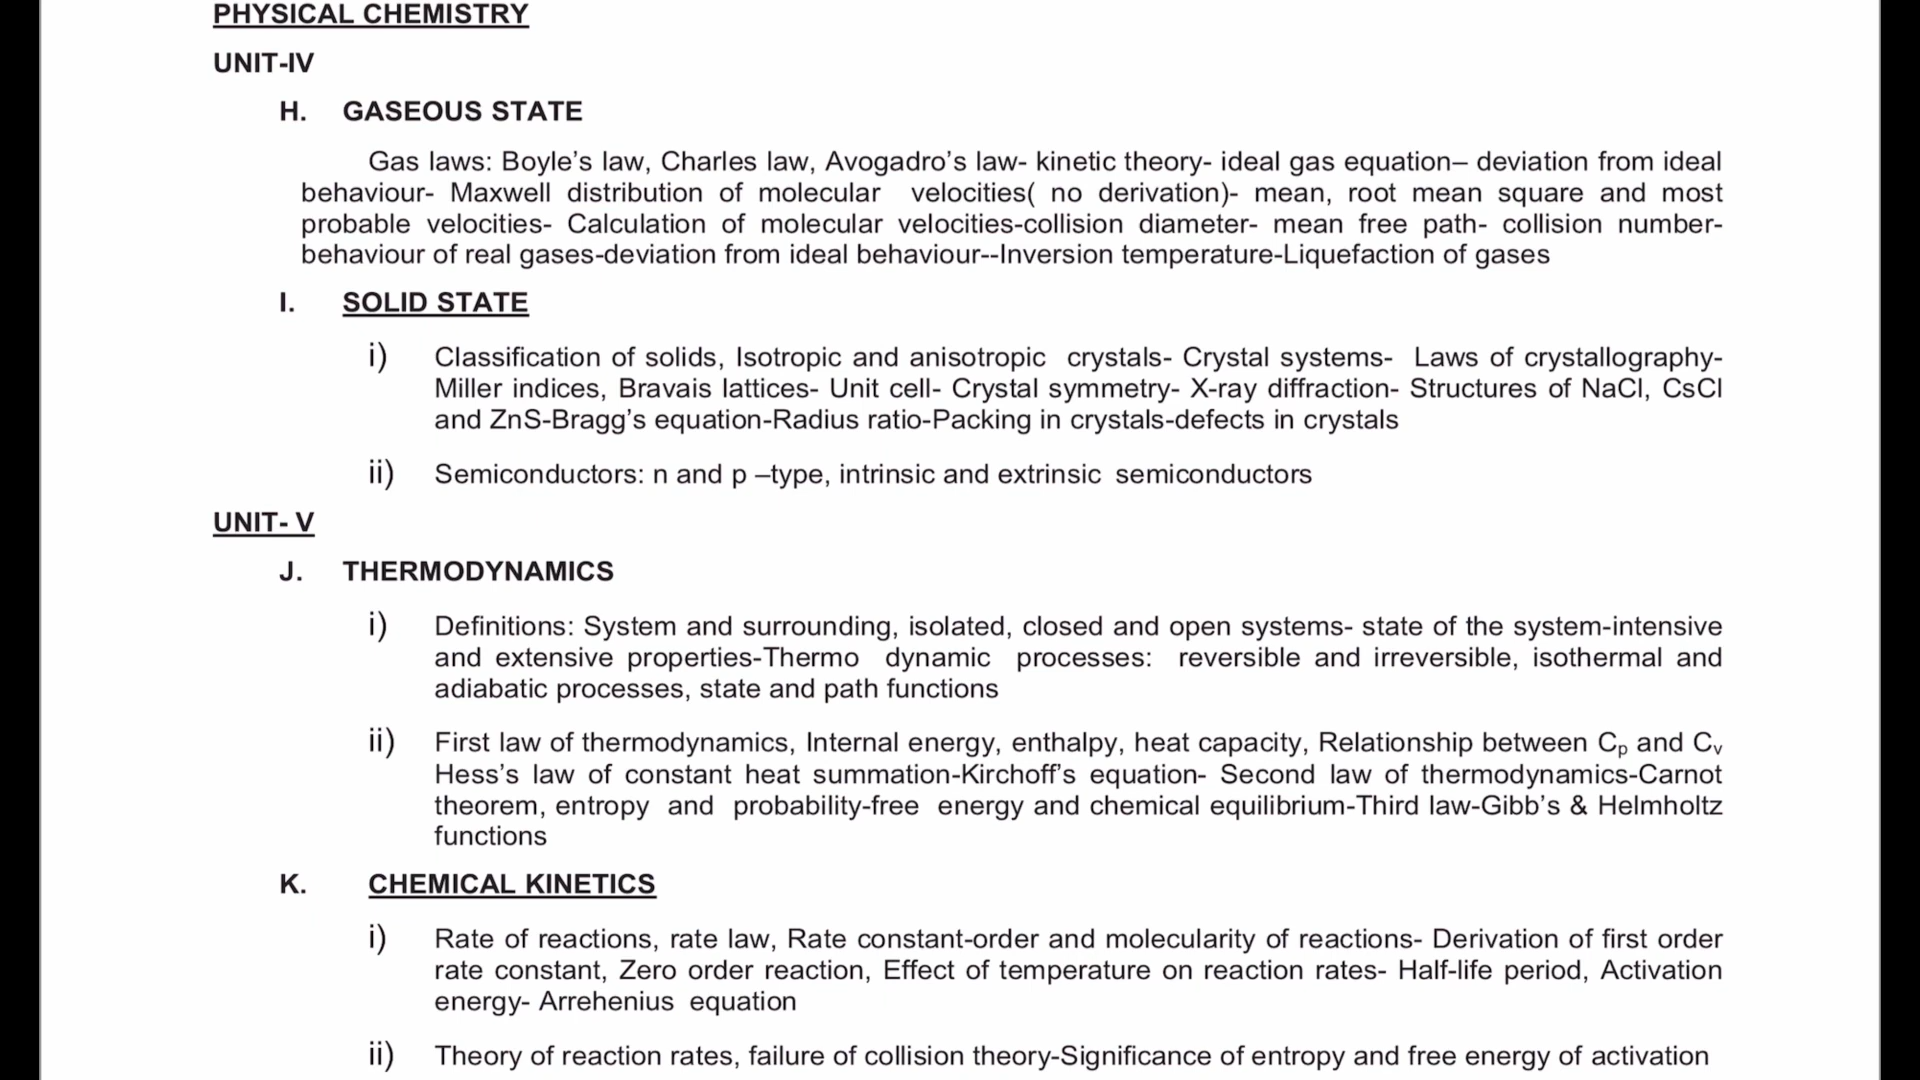 PHYSICAL CHEMISTRY
UNIT-IV
H. GASEOUS STATE
Gas laws: Boyle’s law, Charles law, Avogadro’s law- kinetic theory- ideal gas equation– deviation from ideal
behaviour- Maxwell distribution of molecular velocities( no derivation)- mean, root mean square and most
probable velocities- Calculation of molecular velocities-collision diameter- mean free path- collision number-
behaviour of real gases-deviation from ideal behaviour--Inversion temperature-Liquefaction of gases
I. SOLID STATE
i) Classification of solids, Isotropic and anisotropic crystals- Crystal systems- Laws of crystallography-
Miller indices, Bravais lattices- Unit cell- Crystal symmetry- X-ray diffraction- Structures of NaCl, CsCl
and ZnS-Bragg’s equation-Radius ratio-Packing in crystals-defects in crystals
ii) Semiconductors: n and p –type, intrinsic and extrinsic semiconductors
UNIT- V
J. THERMODYNAMICS
i) Definitions: System and surrounding, isolated, closed and open systems- state of the system-intensive
and extensive properties-Thermo dynamic processes: reversible and irreversible, isothermal and
adiabatic processes, state and path functions
ii) First law of thermodynamics, Internal energy, enthalpy, heat capacity, Relationship between Cp and Cv
Hess’s law of constant heat summation-Kirchoff’s equation- Second law of thermodynamics-Carnot
theorem, entropy and probability-free energy and chemical equilibrium-Third law-Gibb’s & Helmholtz
functions
K. CHEMICAL KINETICS
i) Rate of reactions, rate law, Rate constant-order and molecularity of reactions- Derivation of first order
rate constant, Zero order reaction, Effect of temperature on reaction rates- Half-life period, Activation
energy- Arrehenius equation
ii) Theory of reaction rates, failure of collision theory-Significance of entropy and free energy of activation